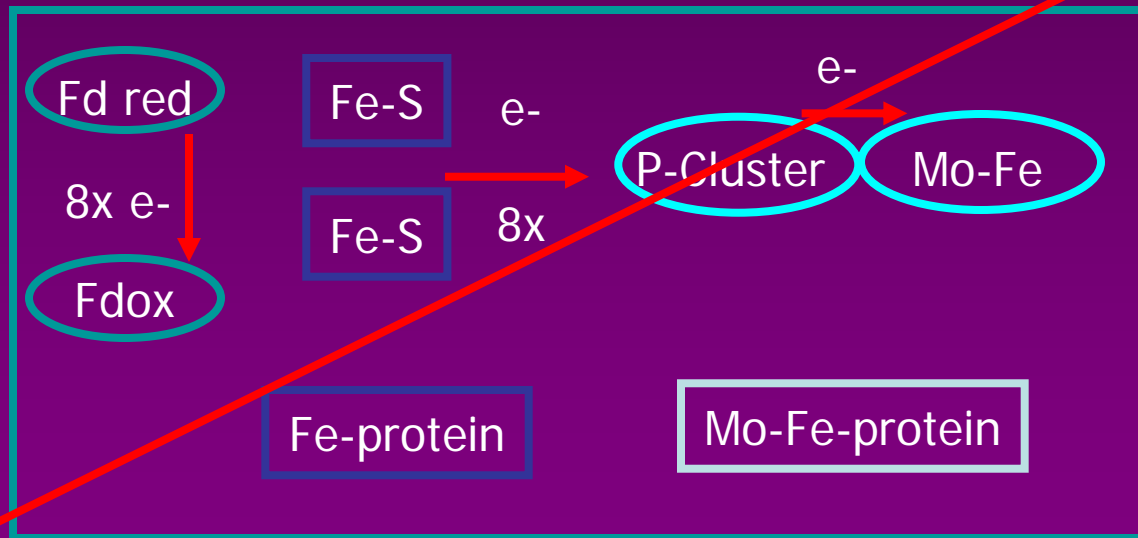 Fd red
8x e-
Fdox
Fe-S
Fe-S
e-
8x
e-
P-Cluster
Mo-Fe
Fe-protein
Mo-Fe-protein